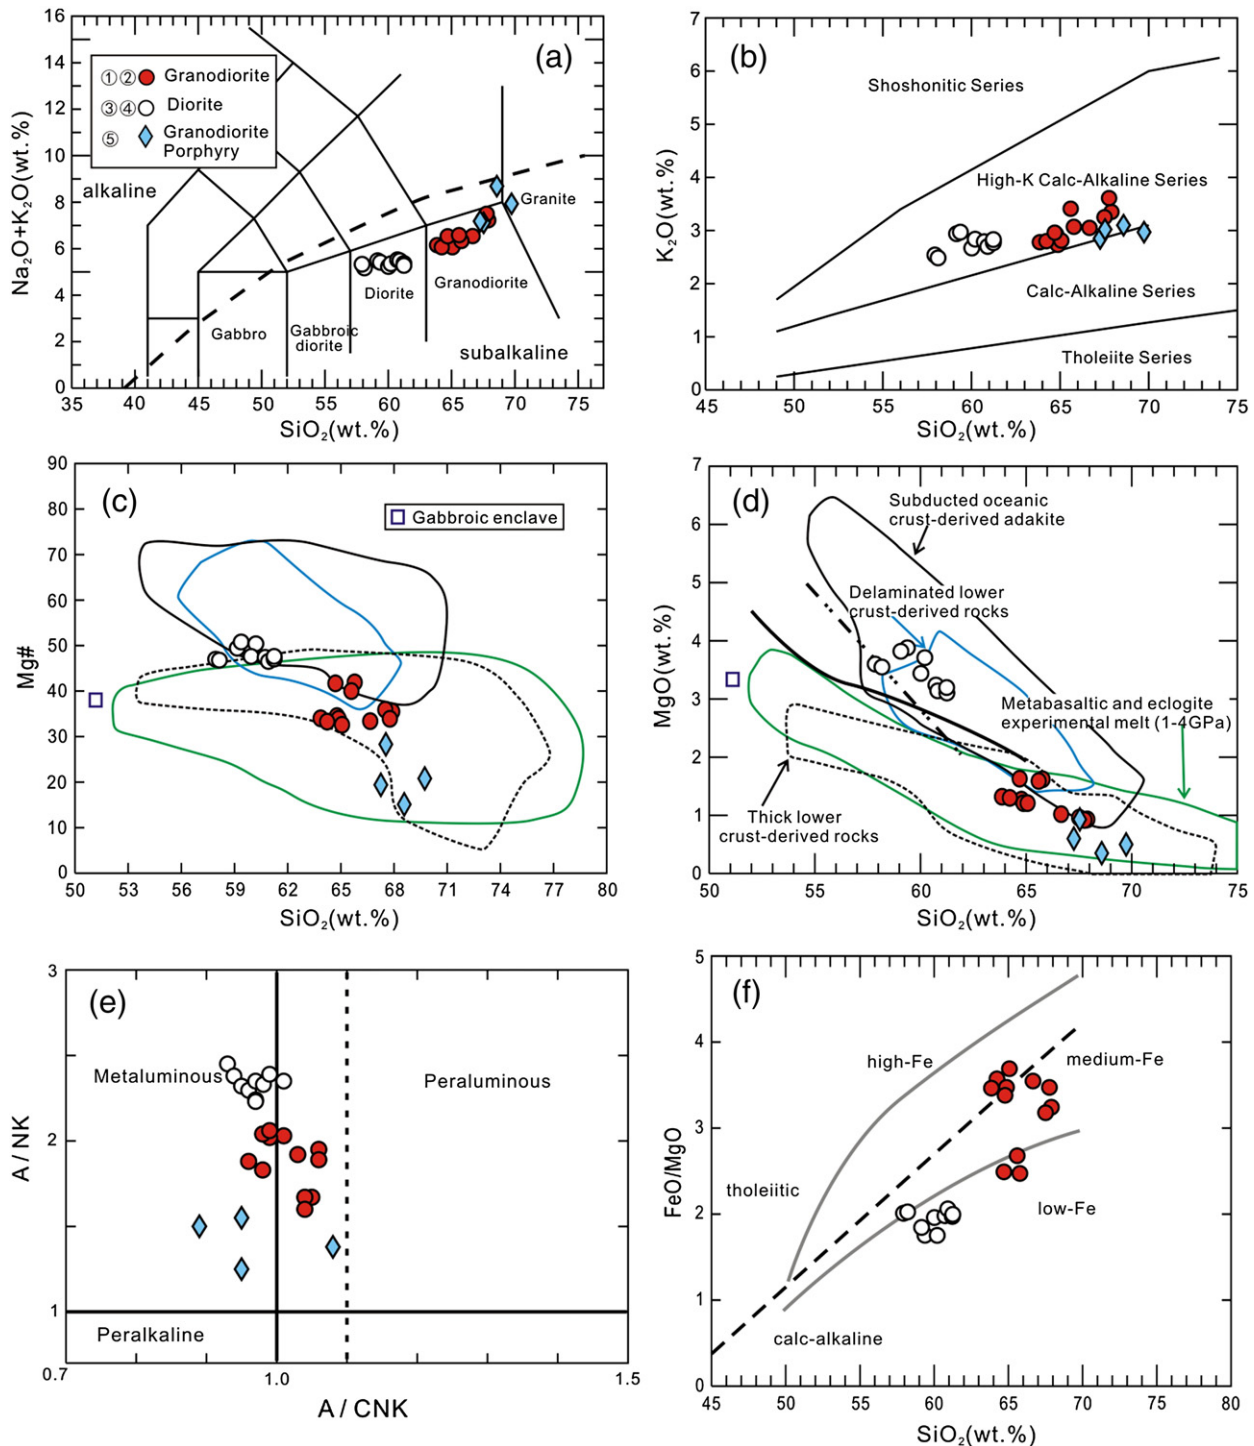 (a)
Na₂O+K₂O(wt.%)
16
14
12
10
8
6
4
2
0
①② Granodiorite
③④ Diorite
⑤ Granodiorite
Porphyry
alkaline
Granite
Granodiorite
Diorite
Gabbroic
diorite
Gabbro
subalkaline
35 40 45 50 55 60 65 70 75
SiO₂(wt.%)
(b)
K₂O(wt.%)
7
6
5
4
3
2
1
0
Shoshonitic Series
High-K Calc-Alkaline Series
Calc-Alkaline Series
Tholeiite Series
45 50 55 60 65 70 75
SiO₂(wt.%)
(c)
Mg#
90
80
70
60
50
40
30
20
10
0
Gabbroic enclave
50 53 56 59 62 65 68 71 74 77 80
SiO₂(wt.%)
(d)
MgO(wt.%)
7
6
5
4
3
2
1
0
Subducted oceanic
crust-derived adakite
Delaminated lower
crust-derived rocks
Metabasaltic and eclogite
experimental melt (1-4GPa)
Thick lower
crust-derived rocks
50 55 60 65 70 75
SiO₂(wt.%)
(e)
A/NK
3
2
1
Metaluminous
Peraluminous
Peralkaline
0.7 1.0 1.5
A/CNK
(f)
FeO/MgO
5
4
3
2
1
0
high-Fe
medium-Fe
tholeiitic
low-Fe
calc-alkaline
45 50 55 60 65 70 75 80
SiO₂(wt.%)